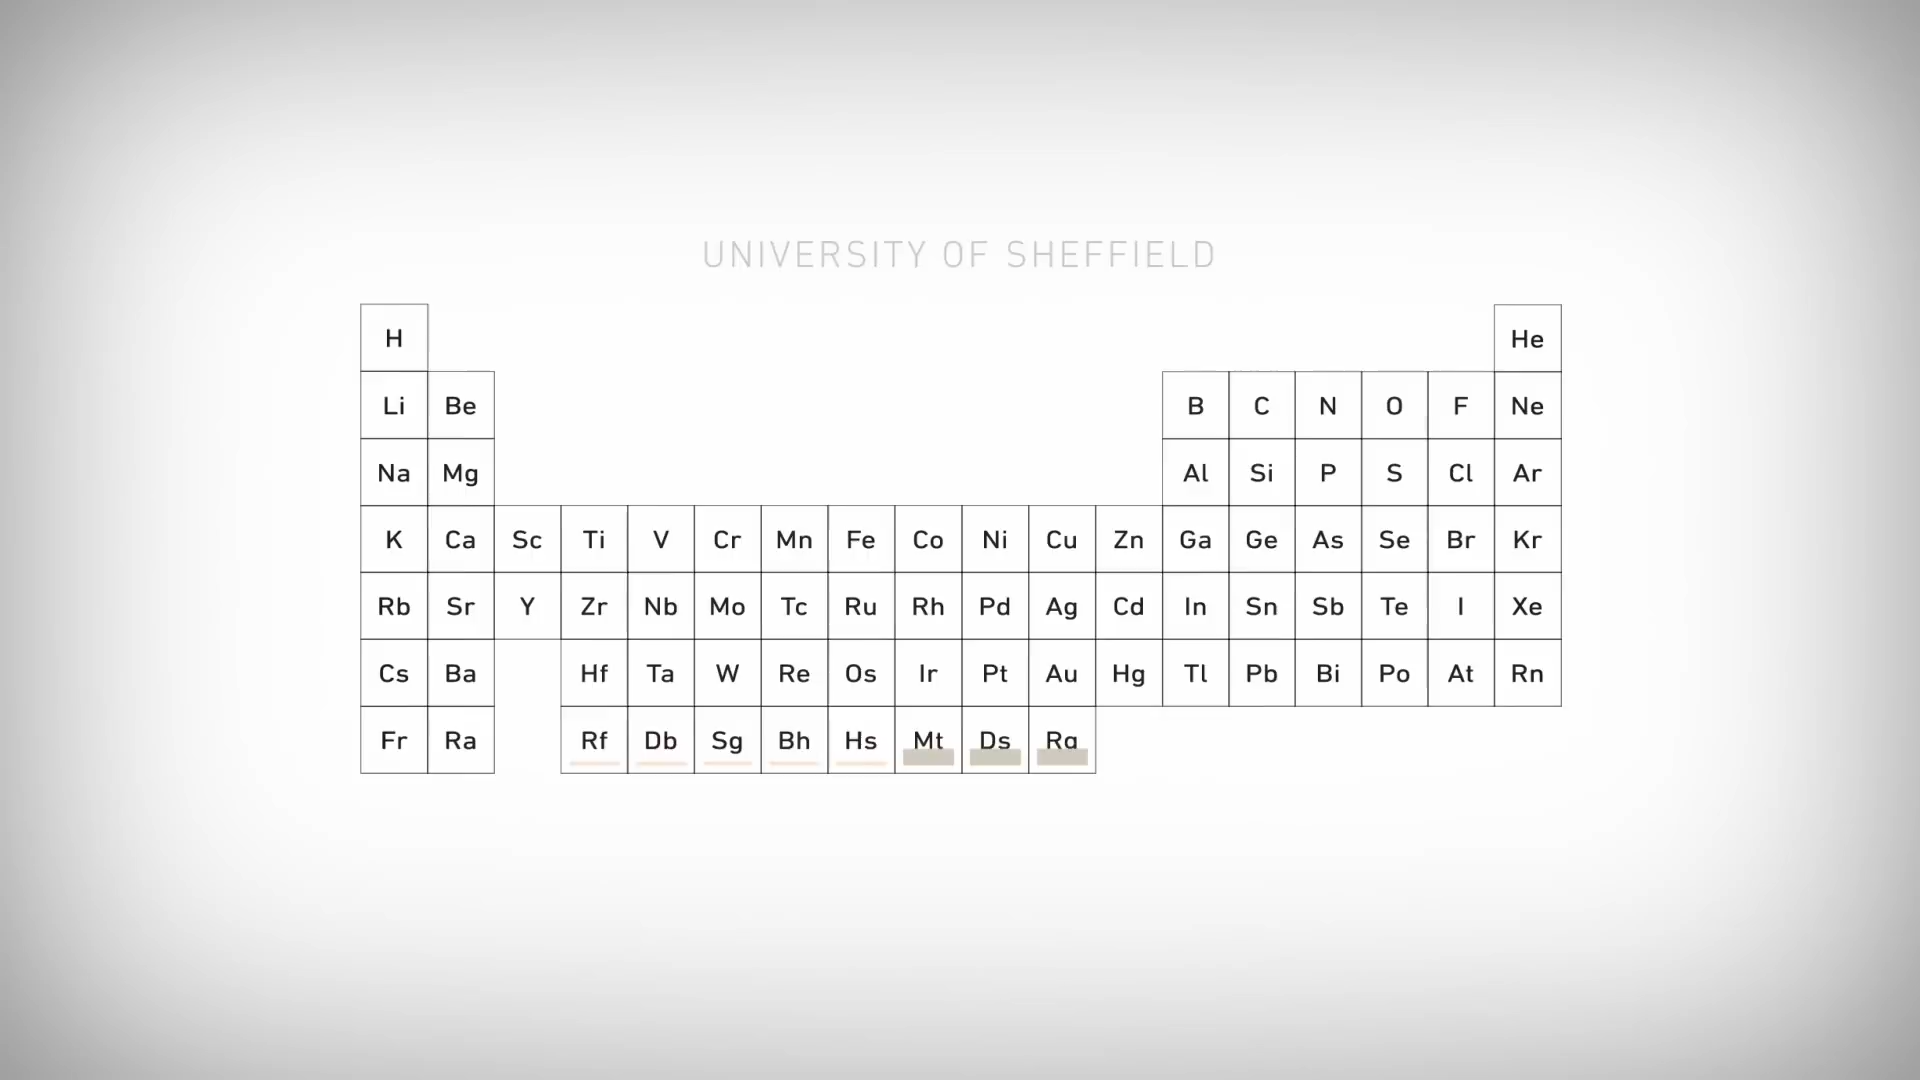 UNIVERSITY OF SHEFFIELD
H He
Li Be B C N O F Ne
Na Mg Al Si P S Cl Ar
K Ca Sc Ti V Cr Mn Fe Co Ni Cu Zn Ga Ge As Se Br Kr
Rb Sr Y Zr Nb Mo Tc Ru Rh Pd Ag Cd In Sn Sb Te I Xe
Cs Ba Hf Ta W Re Os Ir Pt Au Hg Tl Pb Bi Po At Rn
Fr Ra Rf Db Sg Bh Hs Mt Ds Rg